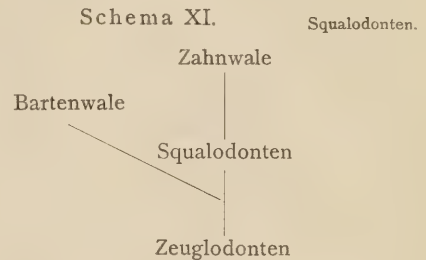 Schema XI.
Squalodonten.
Zahnwale
Bartenwale
Squalodonten
Zeuglodonten